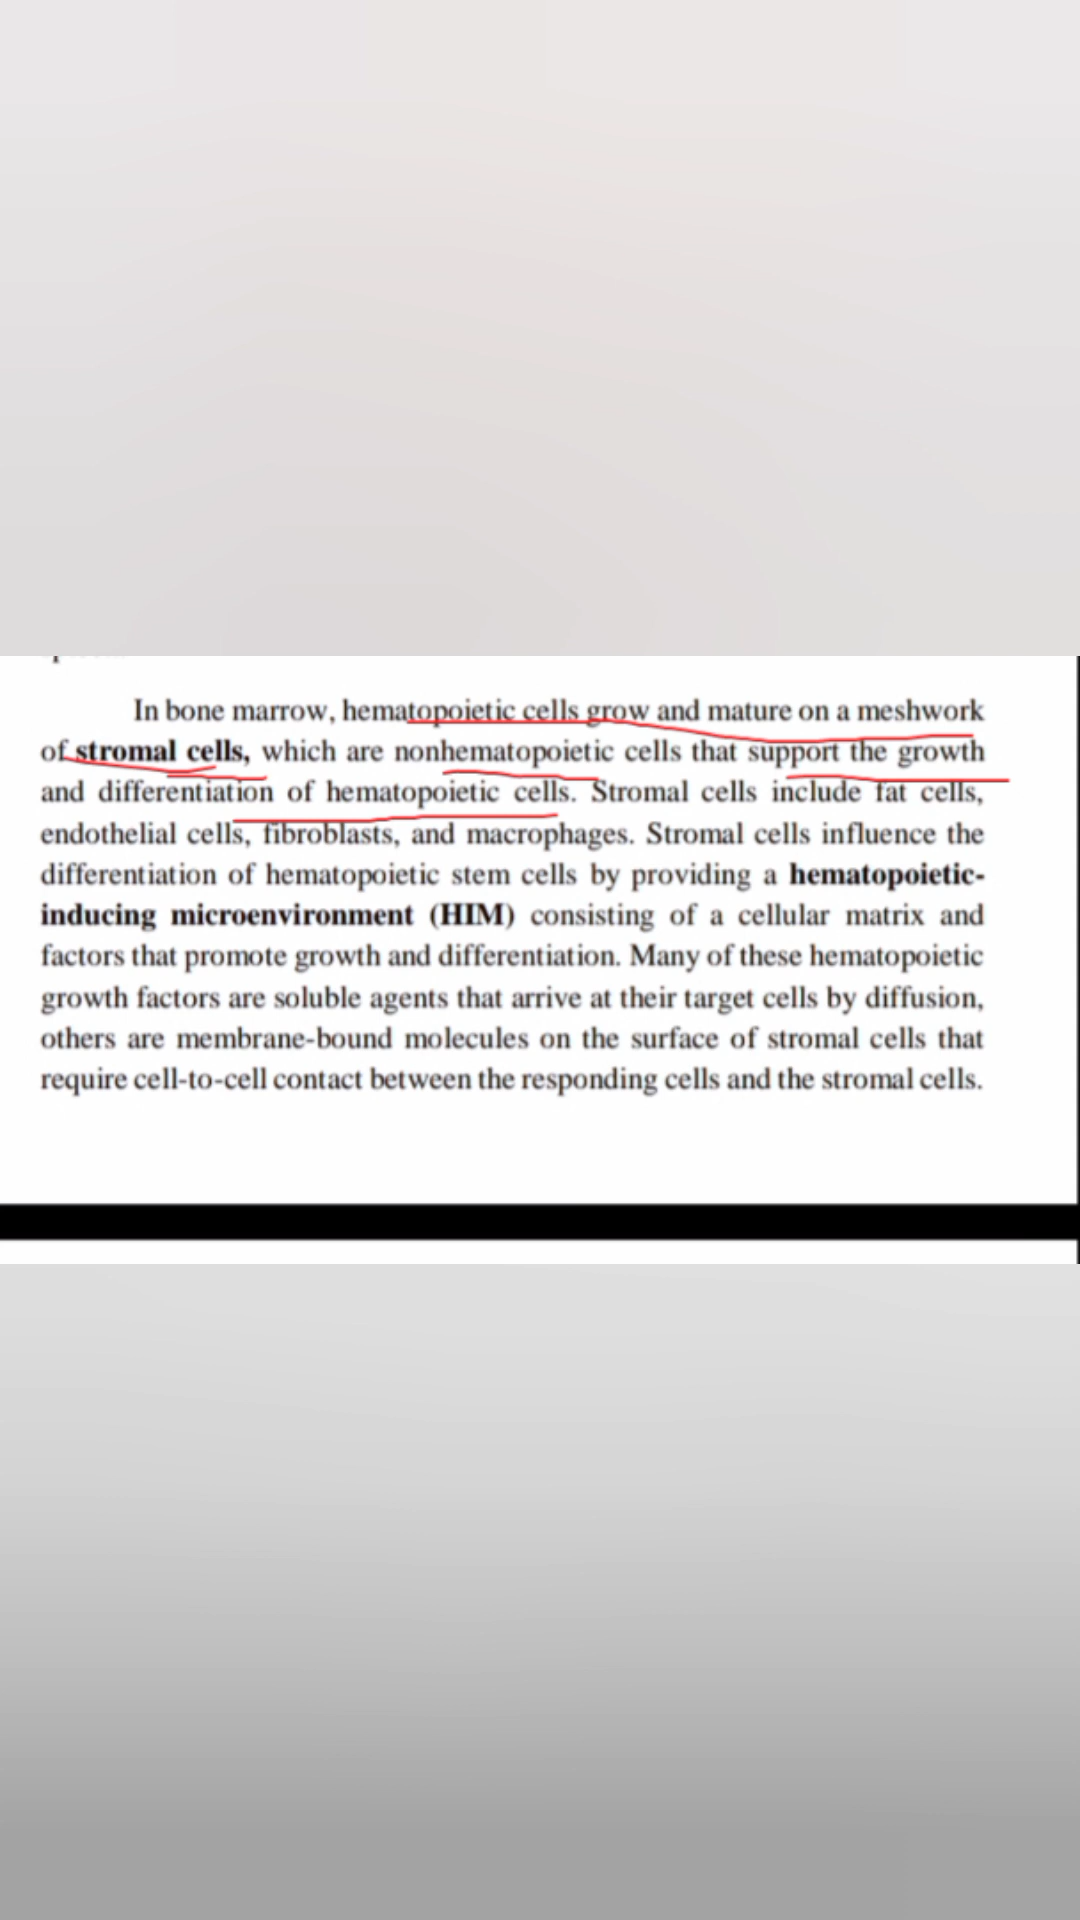 In bone marrow, hematopoietic cells grow and mature on a meshwork
of stromal cells, which are nonhematopoietic cells that support the growth
and differentiation of hematopoietic cells. Stromal cells include fat cells,
endothelial cells, fibroblasts, and macrophages. Stromal cells influence the
differentiation of hematopoietic stem cells by providing a hematopoietic-
inducing microenvironment (HIM) consisting of a cellular matrix and
factors that promote growth and differentiation. Many of these hematopoietic
growth factors are soluble agents that arrive at their target cells by diffusion,
others are membrane-bound molecules on the surface of stromal cells that
require cell-to-cell contact between the responding cells and the stromal cells.